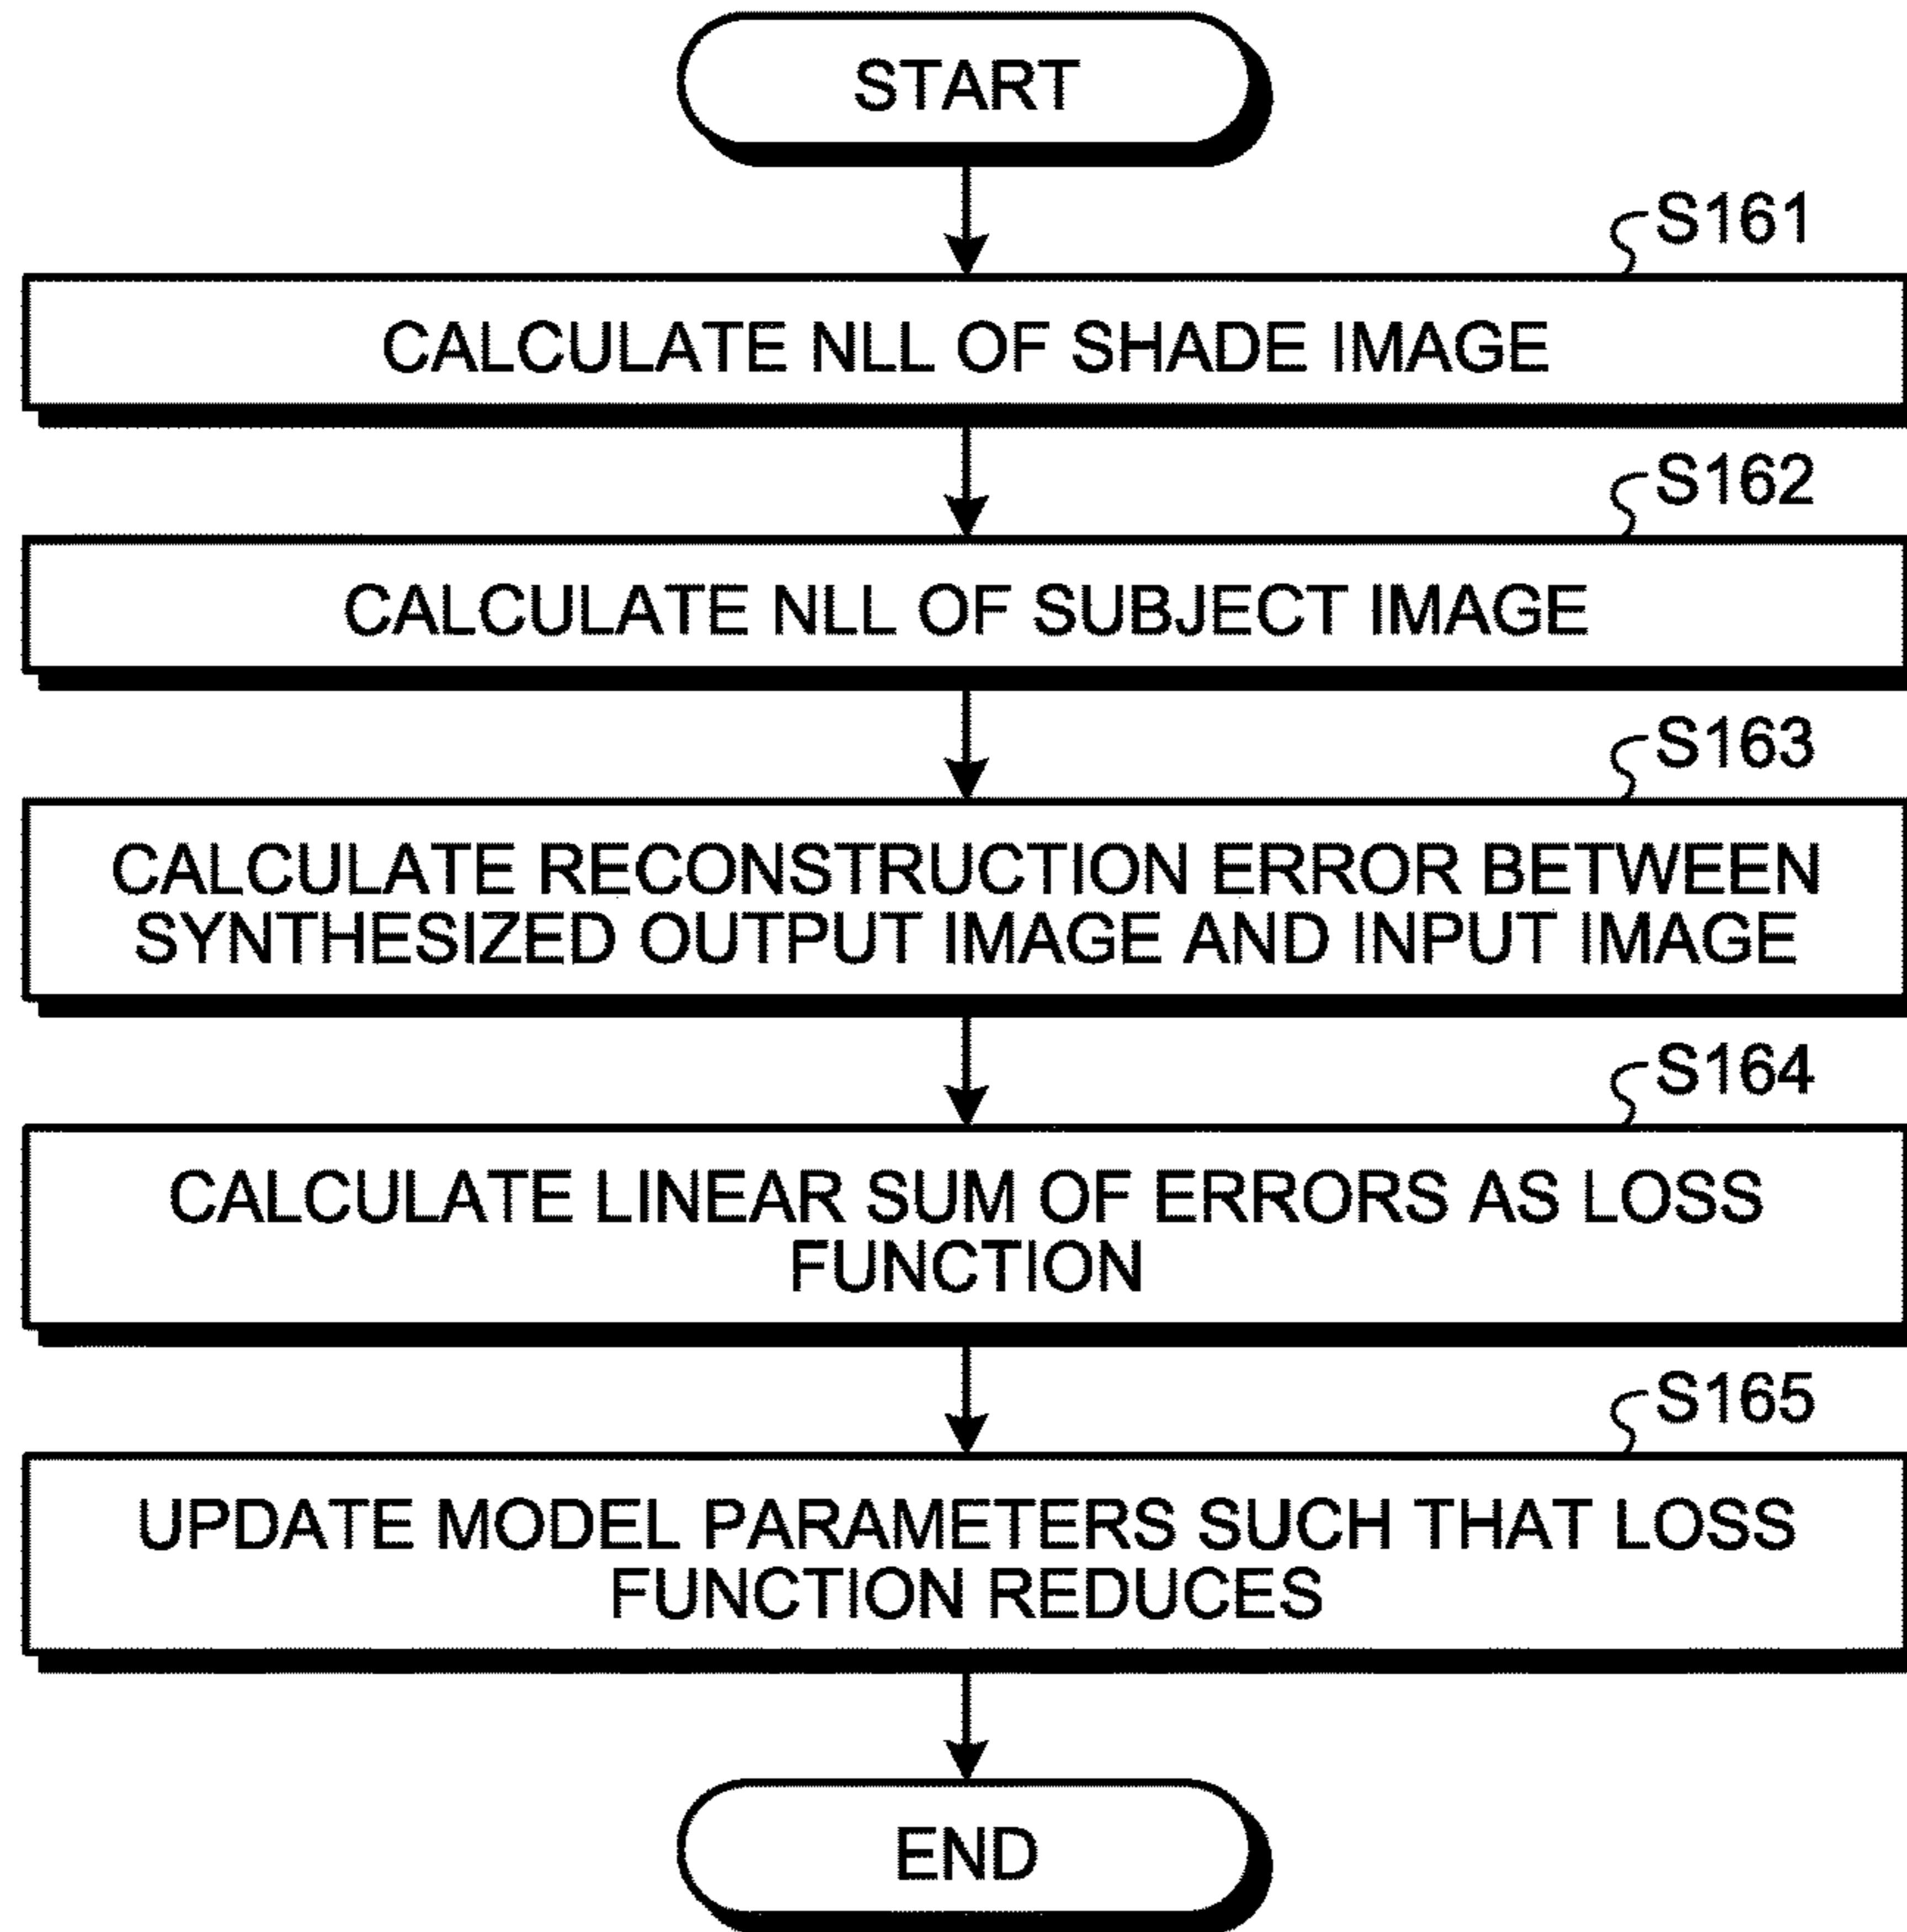 START
S161
CALCULATE NLL OF SHADE IMAGE
S162
CALCULATE NLL OF SUBJECT IMAGE
S163
CALCULATE RECONSTRUCTION ERROR BETWEEN
SYNTHESIZED OUTPUT IMAGE AND INPUT IMAGE
S164
CALCULATE LINEAR SUM OF ERRORS AS LOSS
FUNCTION
S165
UPDATE MODEL PARAMETERS SUCH THAT LOSS
FUNCTION REDUCES
END